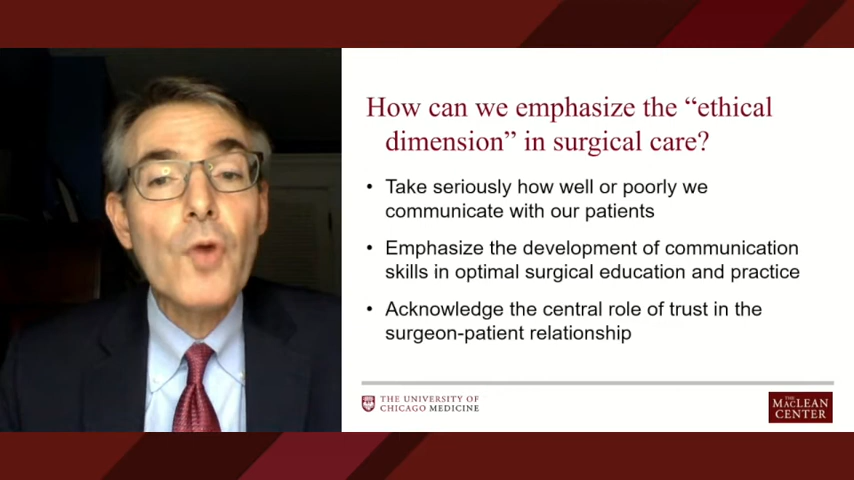 How can we emphasize the “ethical
dimension” in surgical care?
• Take seriously how well or poorly we
communicate with our patients
• Emphasize the development of communication
skills in optimal surgical education and practice
• Acknowledge the central role of trust in the
surgeon-patient relationship
THE UNIVERSITY OF
CHICAGO MEDICINE
THE
MACLEAN
CENTER